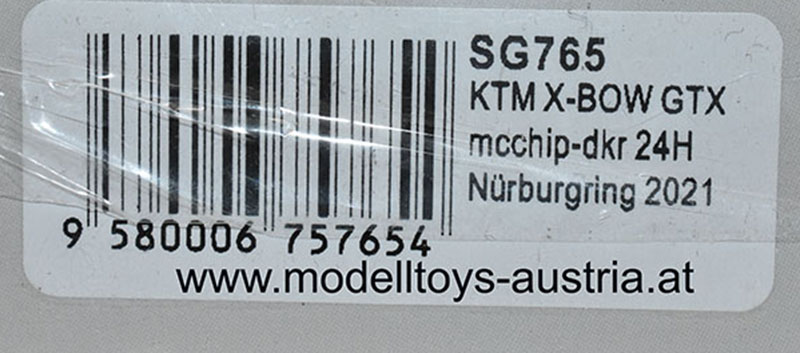 SG765
KTM X-BOW GTX
mcchip-dkr 24H
Nürburgring 2021
9 580006 757654
www.modelltoys-austria.at